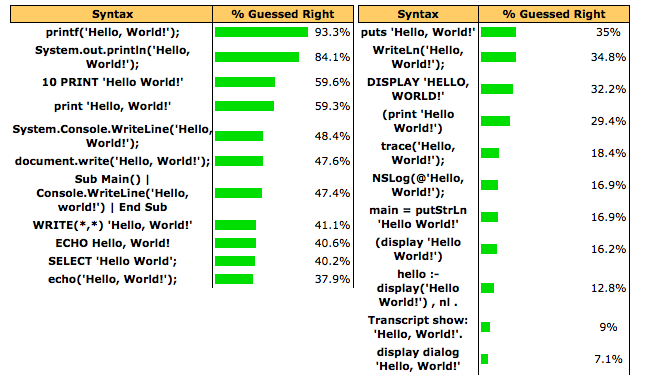 Syntax % Guessed Right
printf('Hello, World!'); 93.3%
System.out.println('Hello,
World!'); 84.1%
10 PRINT 'Hello World!' 59.6%
print 'Hello, World!' 59.3%
System.Console.WriteLine('Hello,
World!'); 48.4%
document.write('Hello, World!'); 47.6%
Sub Main() |
Console.WriteLine('Hello, 47.4%
world!') | End Sub
WRITE(*,*) 'Hello, World!' 41.1%
ECHO Hello, World! 40.6%
SELECT 'Hello World'; 40.2%
echo('Hello, World!'); 37.9%
Syntax % Guessed Right
puts 'Hello, World!' 35%
WriteLn('Hello,
World!'); 34.8%
DISPLAY 'HELLO,
WORLD!' 32.2%
(print 'Hello
World!') 29.4%
trace('Hello,
World!'); 18.4%
NSLog(@'Hello,
World!'); 16.9%
main = putStrLn
'Hello World!' 16.9%
(display 'Hello
World!') 16.2%
hello :-
display('Hello 12.8%
World!') , nl .
Transcript show:
'Hello, World!'. 9%
display dialog
'Hello, World!' 7.1%